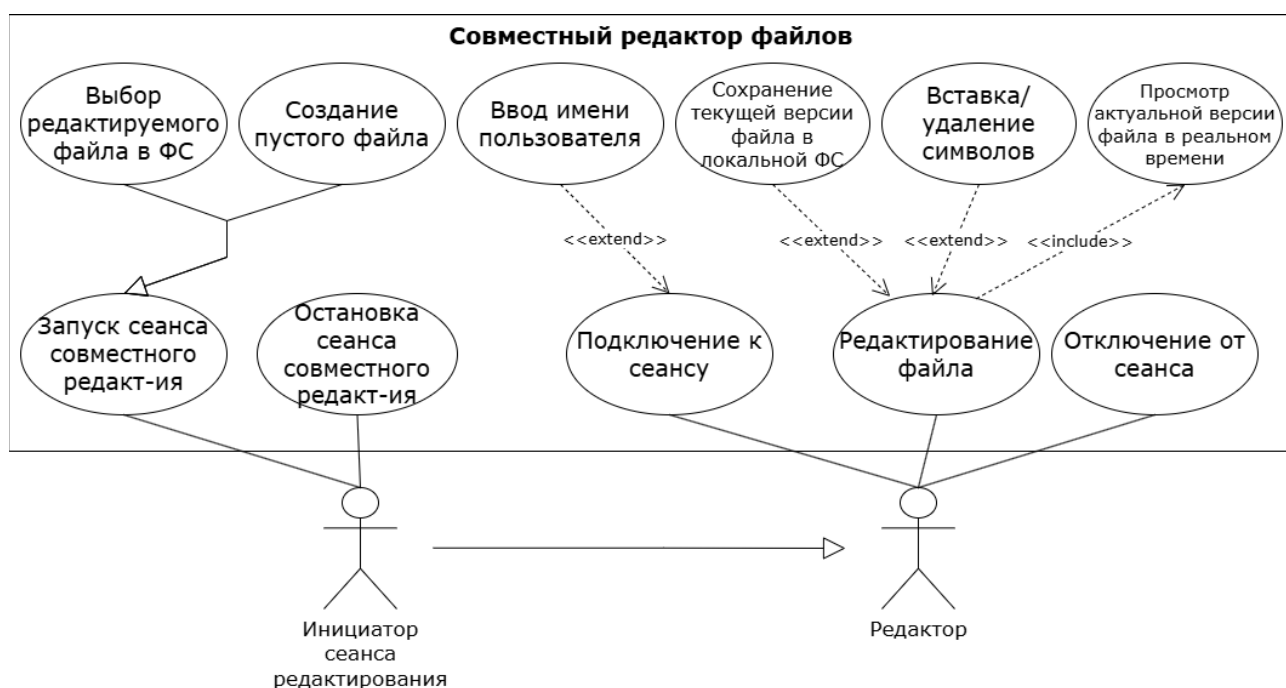 Совместный редактор файлов
Выбор
редактируемого
файла в ФС
Создание
пустого файла
Ввод имени
пользователя
Сохранение
текущей версии
файла в
локальной ФС
Вставка/
удаление
символов
Просмотр
актуальной версии
файла в реальном
времени
<<extend>>
<<extend>>
<<extend>>
<<include>>
Запуск сеанса
совместного
редакт-ия
Остановка
сеанса
совместного
редакт-ия
Подключение к
сеансу
Редактирование
файла
Отключение от
сеанса
Инициатор
сеанса
редактирования
Редактор